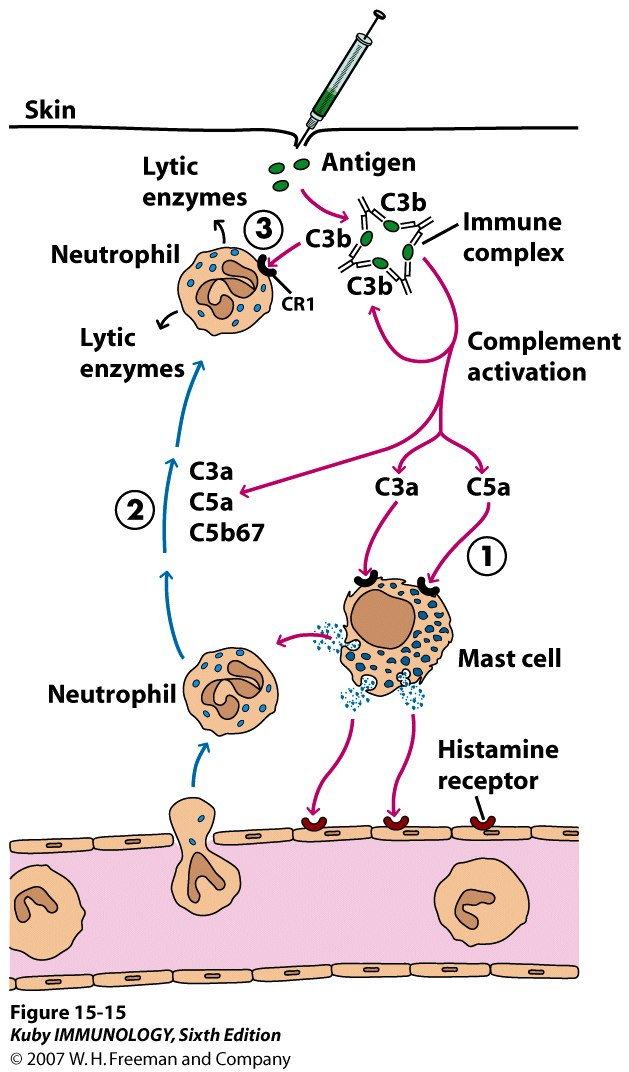 Skin
Lytic
enzymes
Antigen
C3b
3
C3b
Immune
complex
Neutrophil
C3b
CR1
Lytic
enzymes
Complement
activation
C3a
C5a
C5b67
2
C3a
C5a
1
Mast cell
Neutrophil
Histamine
receptor
Figure 15-15
Kuby IMMUNOLOGY, Sixth Edition
© 2007 W. H. Freeman and Company